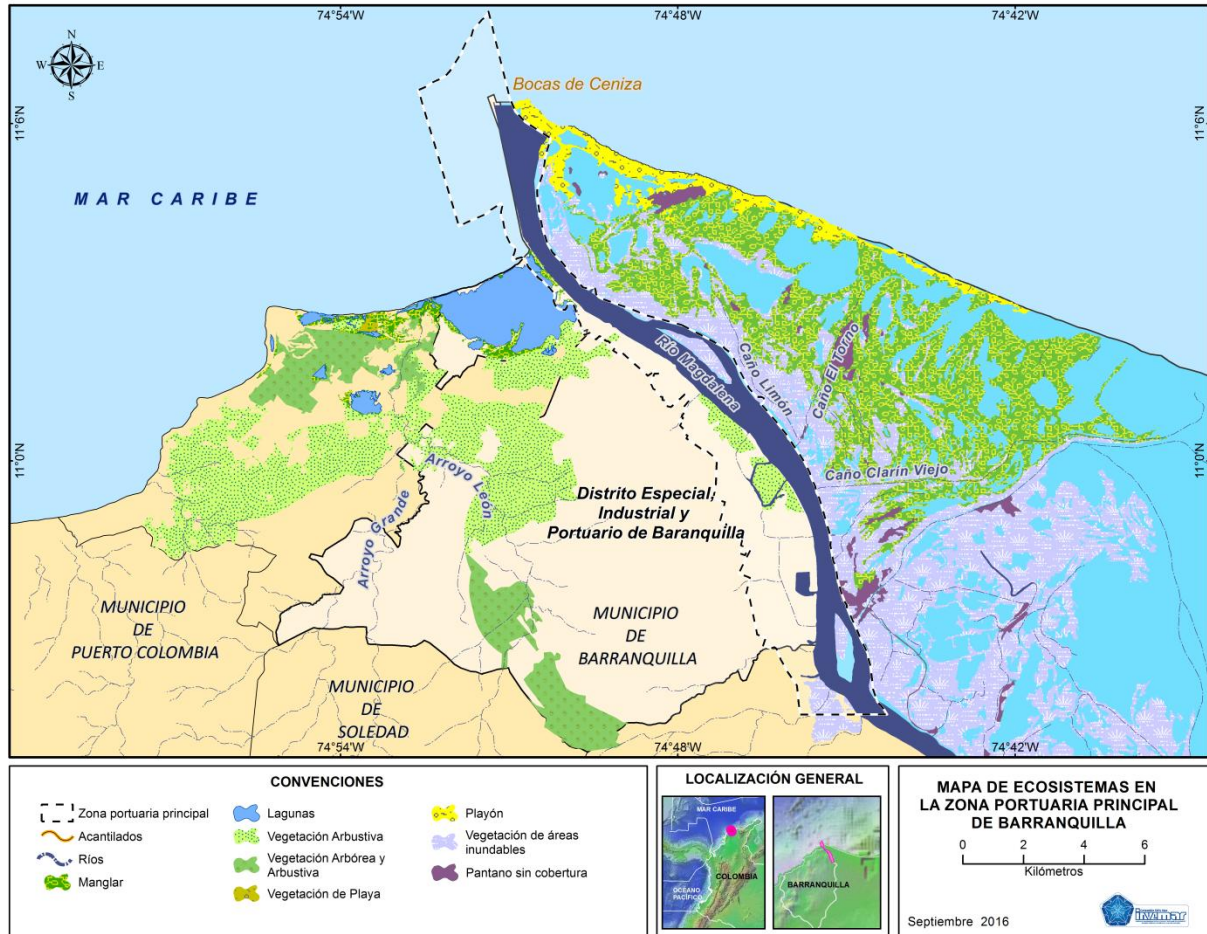 74°54'W
74°48'W
74°42'W
N
W E
S
Bocas de Ceniza
11°6'N
11°6'N
MAR CARIBE
Río Magdalena
Caño Limón
Caño El Torno
11°0'N
11°0'N
Caño Clarín Viejo
Arroyo León
Arroyo Grande
Distrito Especial,
Industrial y
Portuario de Baranquilla
MUNICIPIO
DE
PUERTO COLOMBIA
MUNICIPIO
DE
BARRANQUILLA
MUNICIPIO
DE
SOLEDAD
74°54'W
74°48'W
74°42'W
CONVENCIONES
Zona portuaria principal
Acantilados
Ríos
Manglar
Lagunas
Vegetación Arbustiva
Vegetación Arbórea y
Arbustiva
Vegetación de Playa
Playón
Vegetación de áreas
inundables
Pantano sin cobertura
LOCALIZACIÓN GENERAL
MAR CARIBE
COLOMBIA
OCÉANO
PACÍFICO
BARRANQUILLA
MAPA DE ECOSISTEMAS EN
LA ZONA PORTUARIA PRINCIPAL
DE BARRANQUILLA
0 2 4 6
Kilómetros
Septiembre 2016
invemar